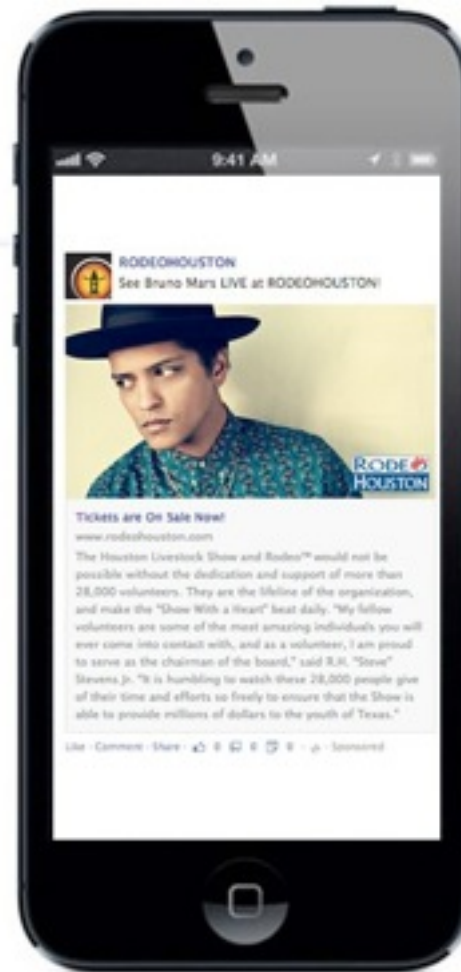 9:41 AM
RODEOHOUSTON
See Bruno Mars LIVE at RODEOHOUSTON!
RODEO
HOUSTON
Tickets are On Sale Now!
www.rodeohouston.com
The Houston Livestock Show and Rodeo™ would not be
possible without the dedication and support of more than
28,000 volunteers. They are the lifeline of the organization,
and make the "Show With a Heart" beat daily. "My fellow
volunteers are some of the most amazing individuals you will
ever come into contact with, and as a volunteer, I am proud
to serve as the chairman of the board," said R.H. "Steve"
Stevens Jr. "It is humbling to watch these 28,000 people give
of their time and efforts so freely to ensure that the Show is
able to provide millions of dollars to the youth of Texas."
Like · Comment · Share · 0 0 0 · Sponsored